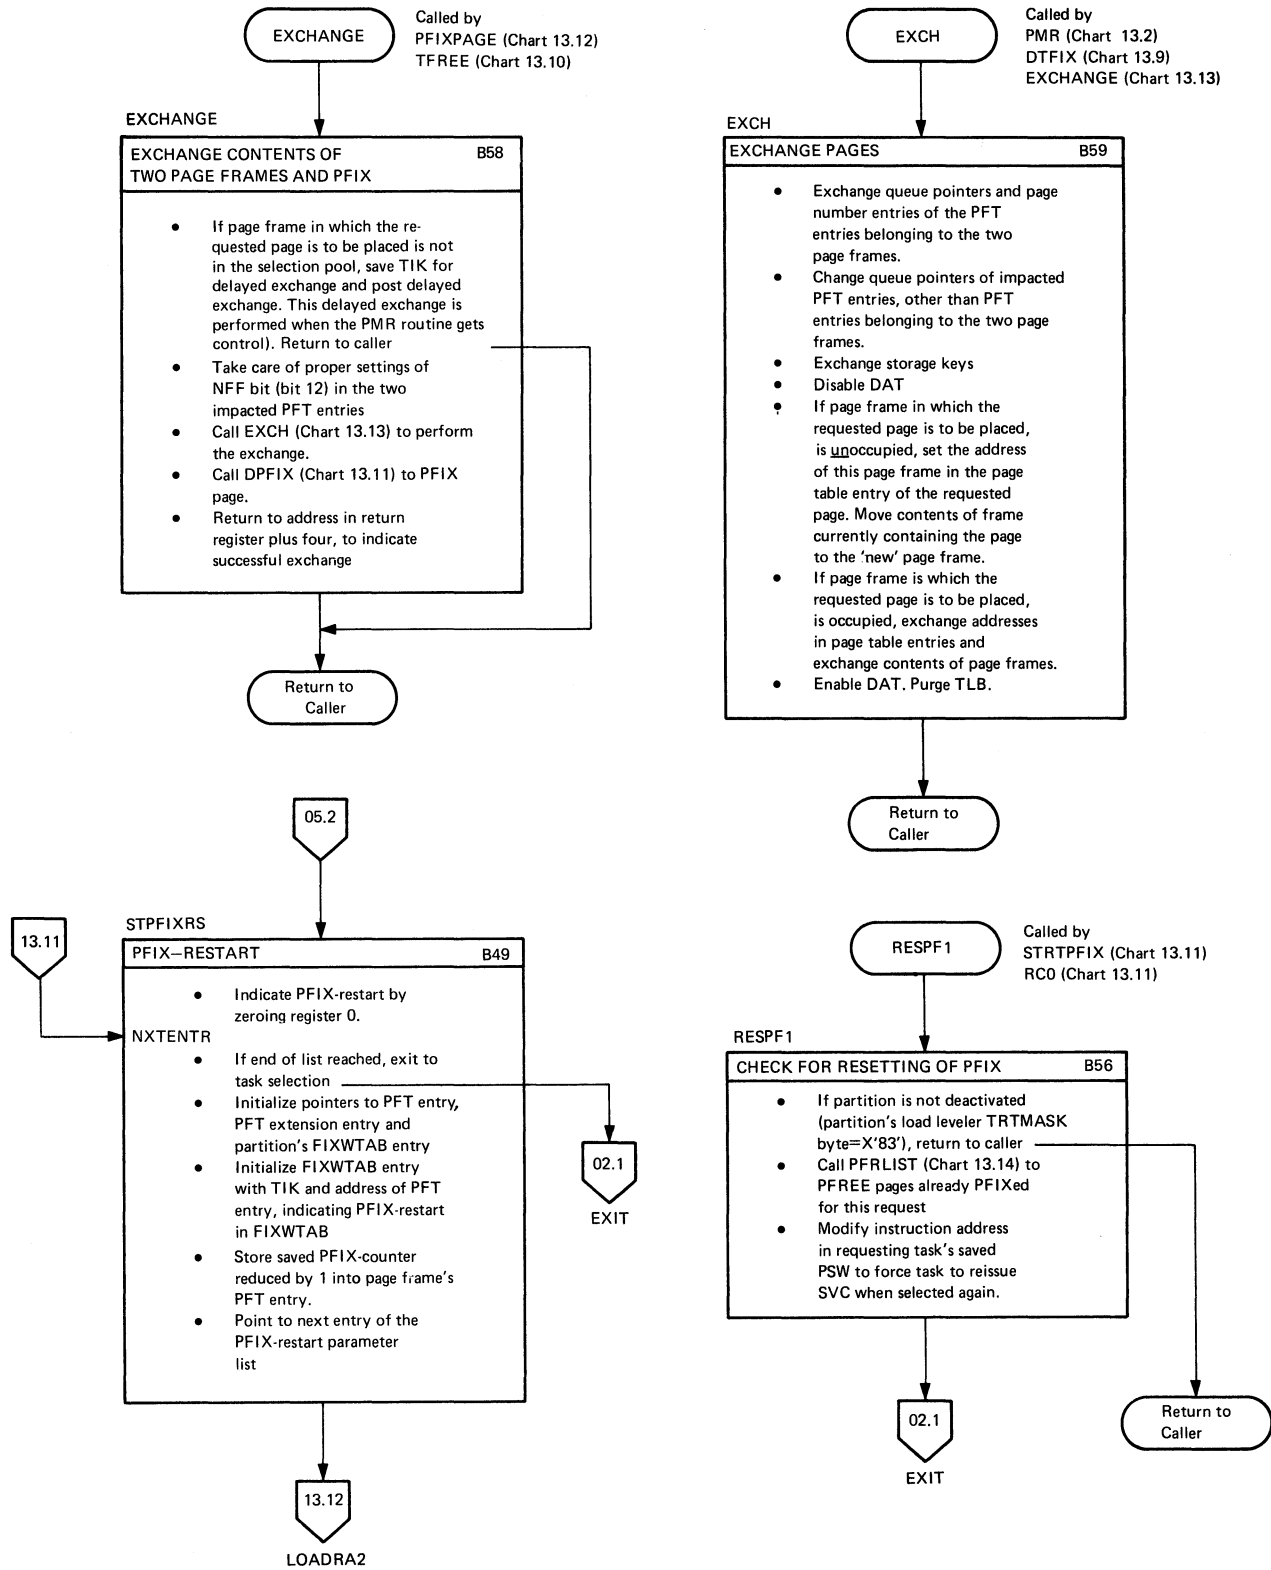 EXCHANGE
Called by
PFIXPAGE (Chart 13.12)
TFREE (Chart 13.10)
EXCHANGE
EXCHANGE CONTENTS OF
TWO PAGE FRAMES AND PFIX
B58
• If page frame in which the re-
quested page is to be placed is not
in the selection pool, save TIK for
delayed exchange and post delayed
exchange. This delayed exchange is
performed when the PMR routine gets
control). Return to caller
• Take care of proper settings of
NFF bit (bit 12) in the two
impacted PFT entries
• Call EXCH (Chart 13.13) to perform
the exchange.
• Call DPFIX (Chart 13.11) to PFIX
page.
• Return to address in return
register plus four, to indicate
successful exchange
Return to
Caller
EXCH
Called by
PMR (Chart 13.2)
DTFIX (Chart 13.9)
EXCHANGE (Chart 13.13)
EXCH
EXCHANGE PAGES B59
• Exchange queue pointers and page
number entries of the PFT
entries belonging to the two
page frames.
• Change queue pointers of impacted
PFT entries, other than PFT
entries belonging to the two page
frames.
• Exchange storage keys
• Disable DAT
• If page frame in which the
requested page is to be placed,
is unoccupied, set the address
of this page frame in the page
table entry of the requested
page. Move contents of frame
currently containing the page
to the 'new' page frame.
• If page frame is which the
requested page is to be placed,
is occupied, exchange addresses
in page table entries and
exchange contents of page frames.
• Enable DAT. Purge TLB.
Return to
Caller
05.2
13.11
STPFIXRS
PFIX–RESTART B49
• Indicate PFIX-restart by
zeroing register 0.
NXTENTR
• If end of list reached, exit to
task selection
• Initialize pointers to PFT entry,
PFT extension entry and
partition's FIXWTAB entry
• Initialize FIXWTAB entry
with TIK and address of PFT
entry, indicating PFIX-restart
in FIXWTAB
• Store saved PFIX-counter
reduced by 1 into page frame's
PFT entry.
• Point to next entry of the
PFIX-restart parameter
list
02.1
EXIT
13.12
LOADRA2
RESPF1
Called by
STRTPFIX (Chart 13.11)
RC0 (Chart 13.11)
RESPF1
CHECK FOR RESETTING OF PFIX B56
• If partition is not deactivated
(partition's load leveler TRTMASK
byte=X'83'), return to caller
• Call PFRLIST (Chart 13.14) to
PFREE pages already PFIXed
for this request
• Modify instruction address
in requesting task's saved
PSW to force task to reissue
SVC when selected again.
02.1
EXIT
Return to
Caller